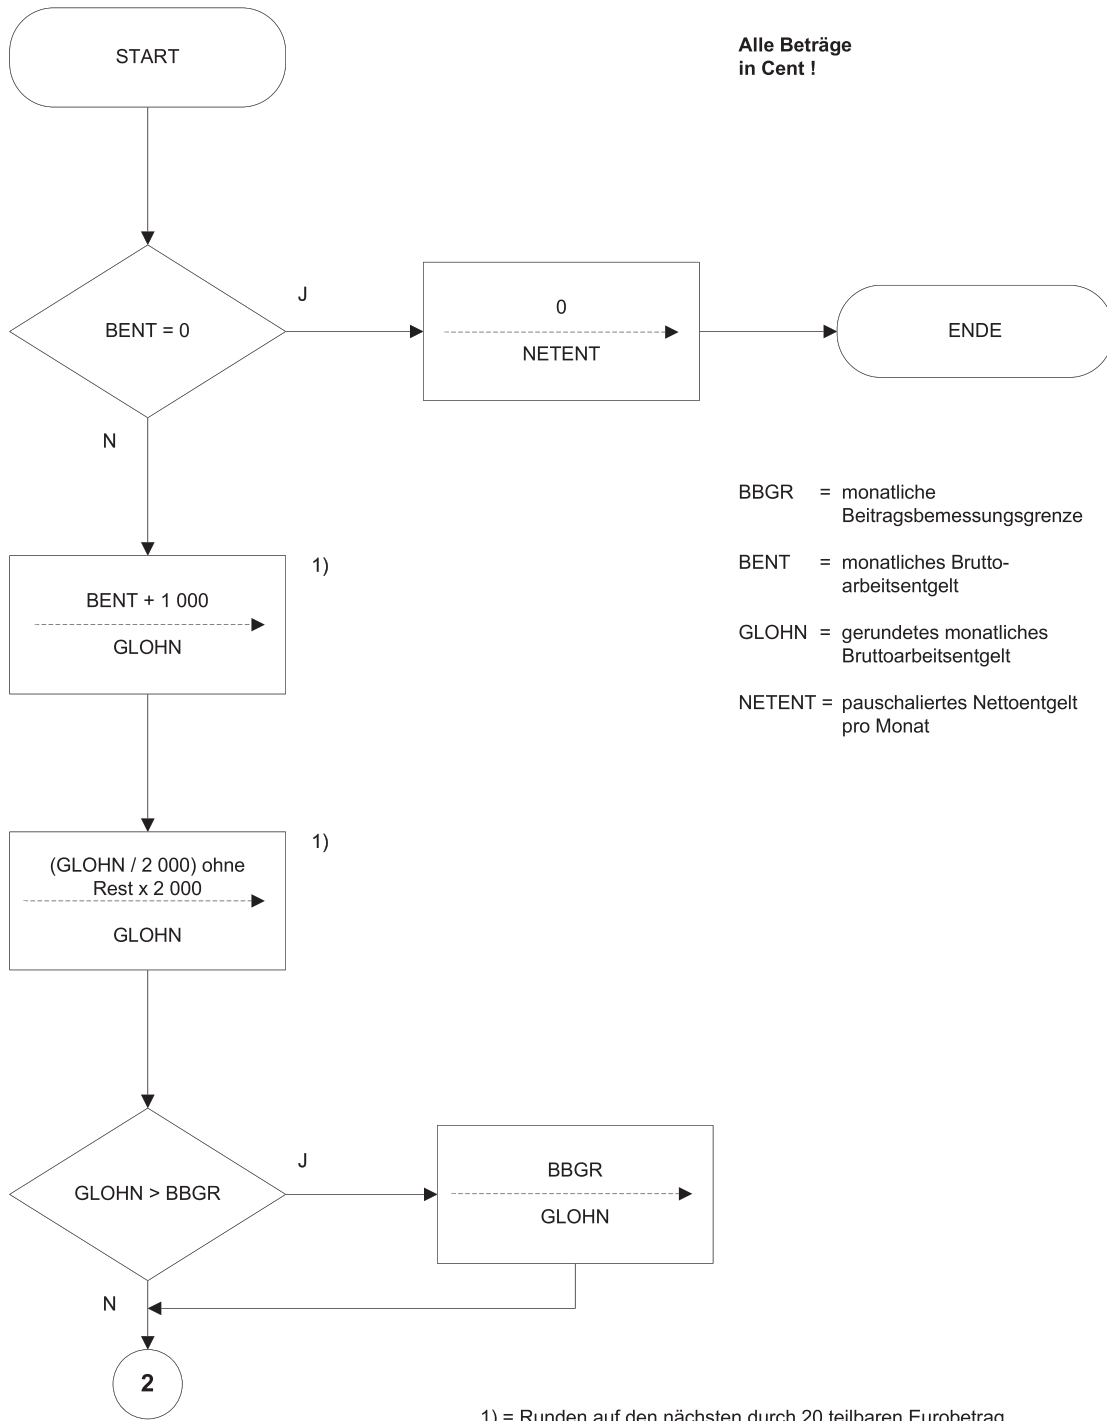 START
Alle Beträge
in Cent !
BENT = 0
J
0
NETENT
ENDE
N
BBGR = monatliche
Beitragsbemessungsgrenze
BENT = monatliches Brutto-
arbeitsentgelt
GLOHN = gerundetes monatliches
Bruttoarbeitsentgelt
NETENT = pauschaliertes Nettoentgelt
pro Monat
1)
BENT + 1 000
GLOHN
1)
(GLOHN / 2 000) ohne
Rest x 2 000
GLOHN
GLOHN > BBGR
J
BBGR
GLOHN
N
2
1) = Runden auf den nächsten durch 20 teilbaren Eurobetrag